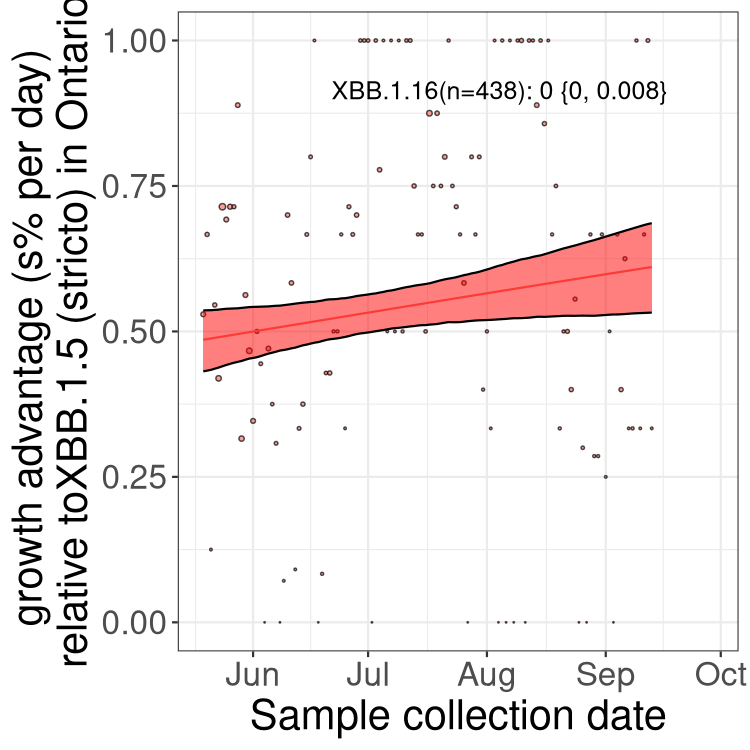 growth advantage (s% per day)
relative toXBB.1.5 (stricto) in Ontario
1.00
0.75
0.50
0.25
0.00
XBB.1.16(n=438): 0 {0, 0.008}
Jun Jul Aug Sep Oct
Sample collection date